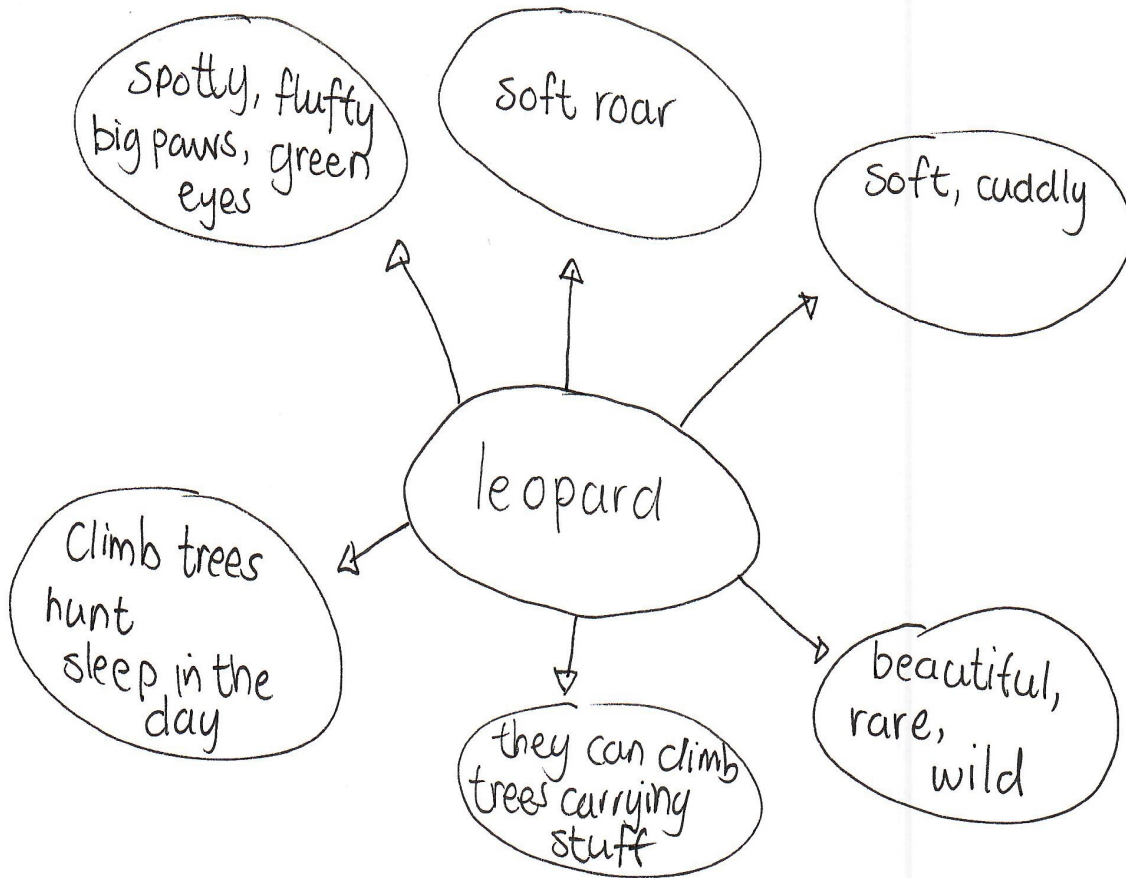 spotty, flufty
big paws, green
eyes
soft roar
soft, cuddly
leopard
Climb trees
hunt
sleep in the
day
they can climb
trees carrying
stuff
beautiful,
rare,
wild